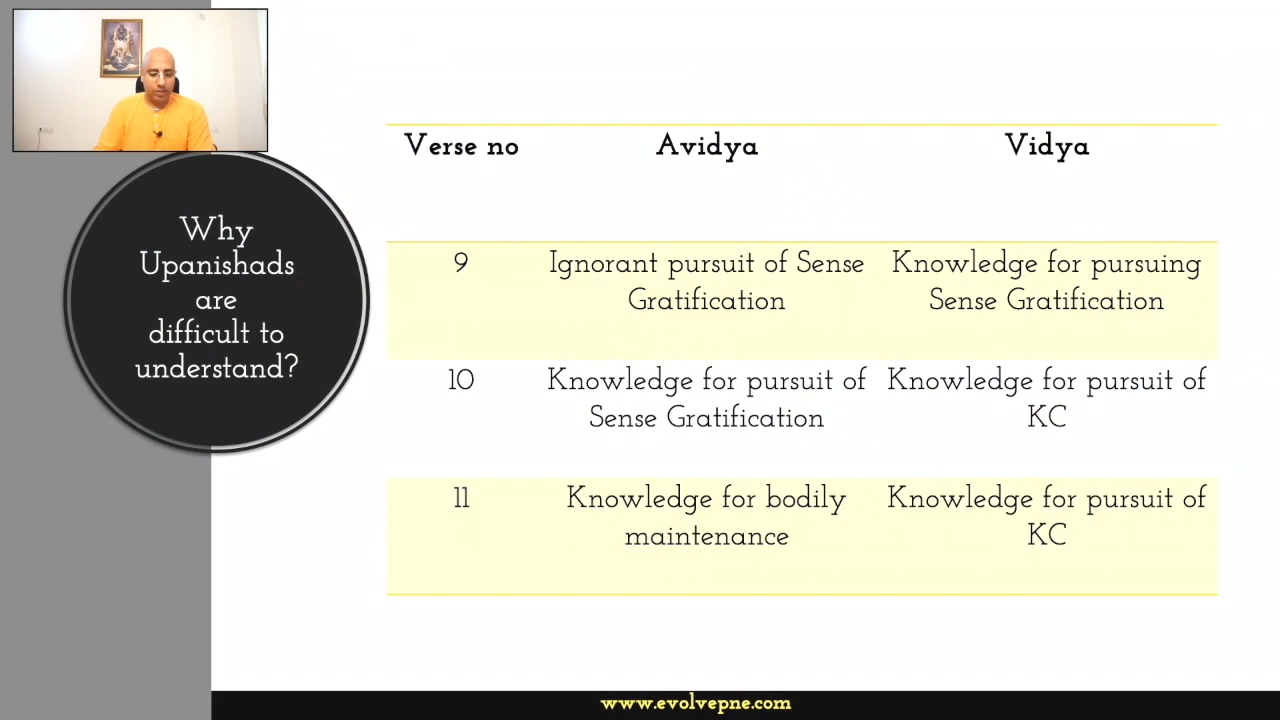 Why
Upanishads
are
difficult to
understand?
Verse no Avidya Vidya
9 Ignorant pursuit of Sense Knowledge for pursuing
Gratification Sense Gratification
10 Knowledge for pursuit of Knowledge for pursuit of
Sense Gratification KC
11 Knowledge for bodily Knowledge for pursuit of
maintenance KC
www.evolvepne.com